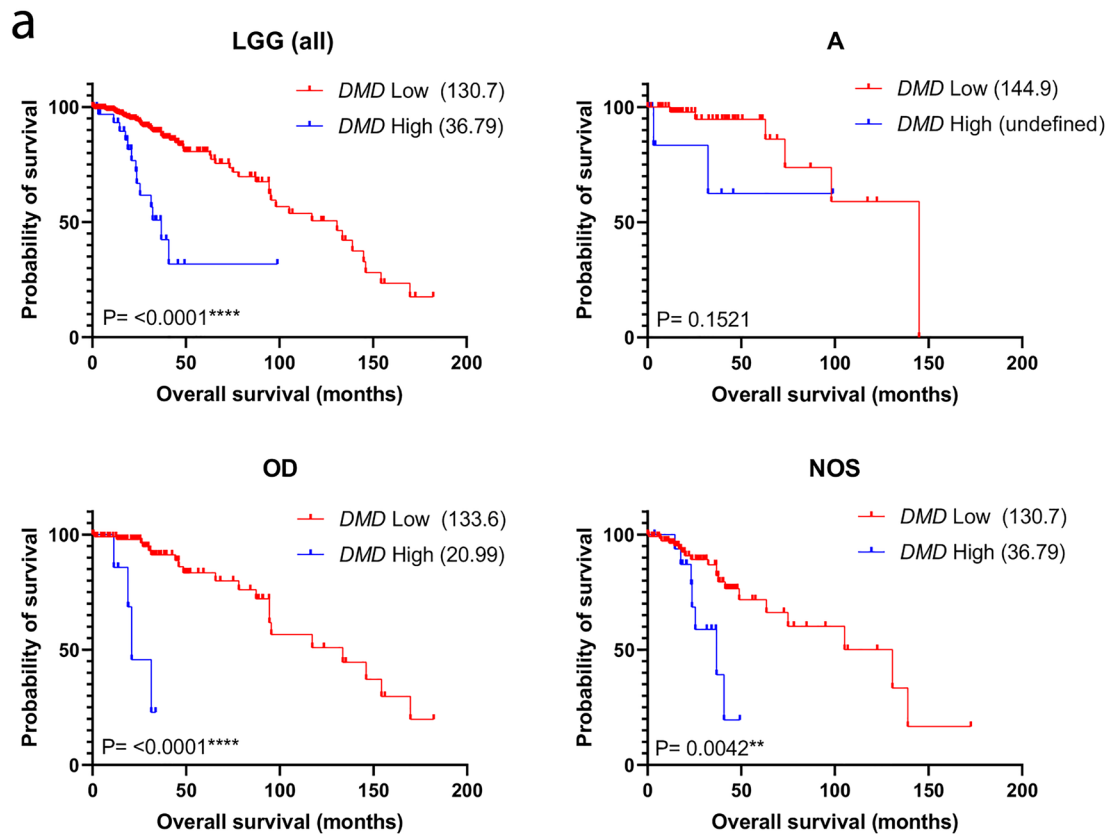 a
LGG (all)
DMD Low (130.7)
DMD High (36.79)
Probability of survival
100
50
0
P= <0.0001****
0 50 100 150 200
Overall survival (months)
A
DMD Low (144.9)
DMD High (undefined)
Probability of survival
100
50
0
P= 0.1521
0 50 100 150 200
Overall survival (months)
OD
DMD Low (133.6)
DMD High (20.99)
Probability of survival
100
50
0
P= <0.0001****
0 50 100 150 200
Overall survival (months)
NOS
DMD Low (130.7)
DMD High (36.79)
Probability of survival
100
50
0
P= 0.0042**
0 50 100 150 200
Overall survival (months)